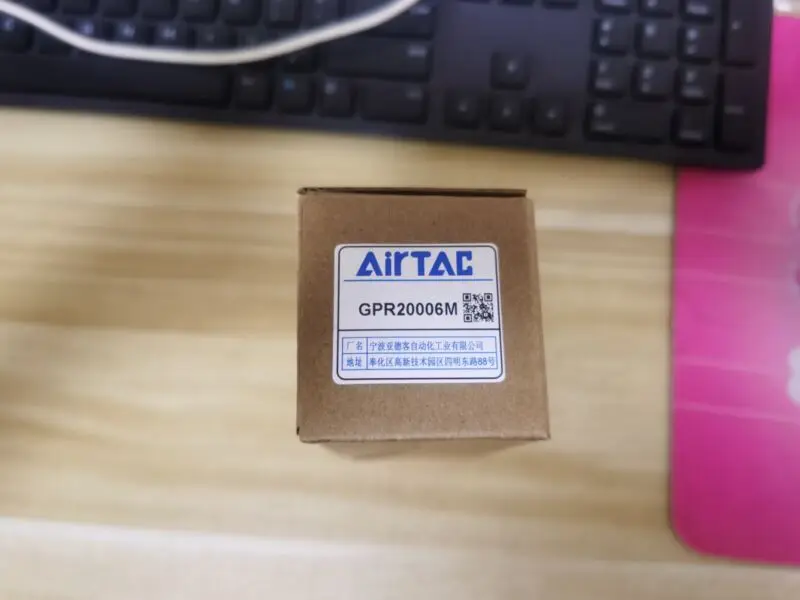 AirTAC
GPR20006M
厂名 宁波亚德客自动化工业有限公司
地址 奉化区高新技术园区四明东路88号